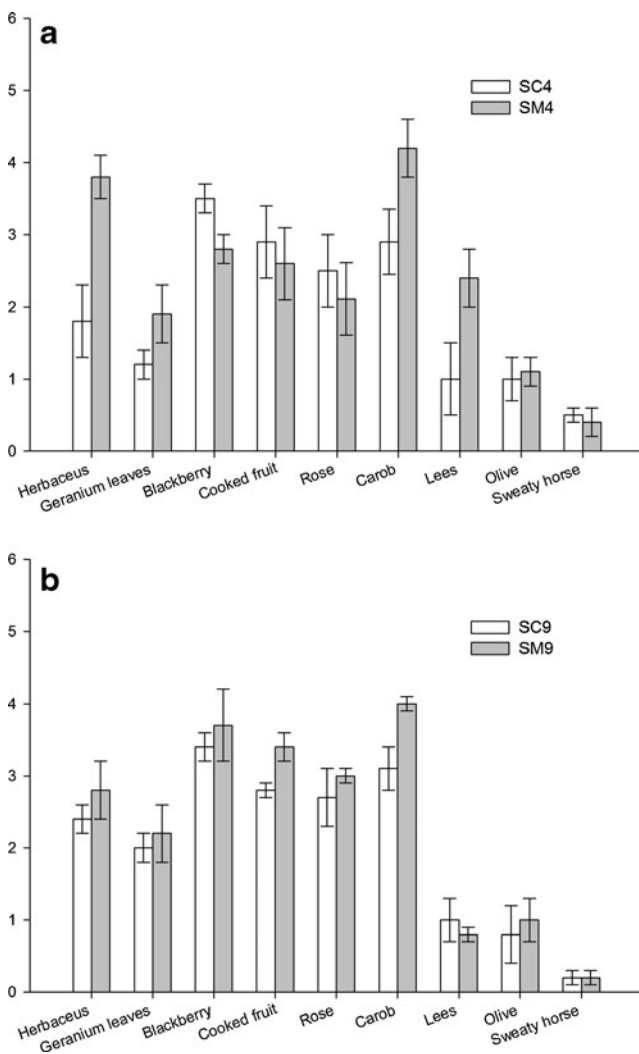 a
6
5
4
3
2
1
0
SC4
SM4
Herbaceus
Geranium leaves
Blackberry
Cooked fruit
Rose
Carob
Lees
Olive
Sweaty horse
b
6
5
4
3
2
1
0
SC9
SM9
Herbaceus
Geranium leaves
Blackberry
Cooked fruit
Rose
Carob
Lees
Olive
Sweaty horse